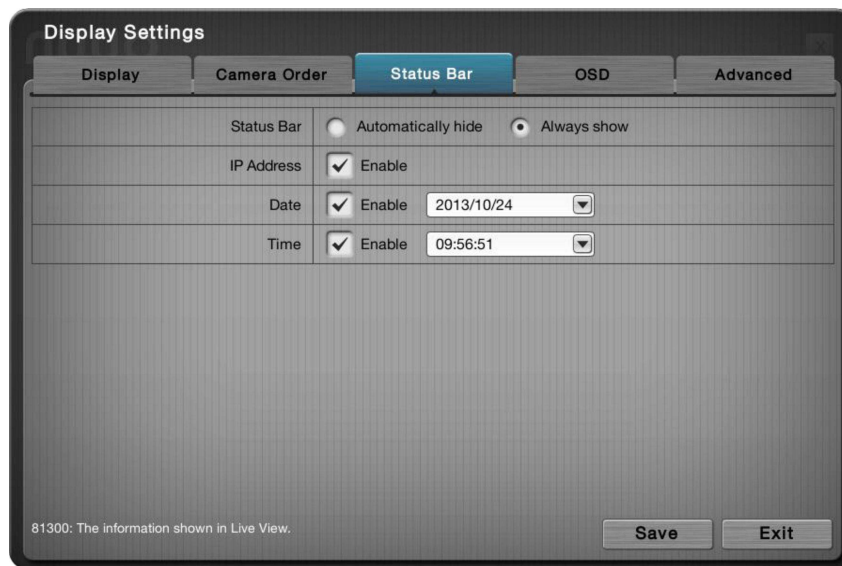 Display Settings
Display Camera Order Status Bar OSD Advanced
Status Bar Automatically hide Always show
IP Address Enable
Date Enable 2013/10/24
Time Enable 09:56:51
81300: The information shown in Live View.
Save Exit